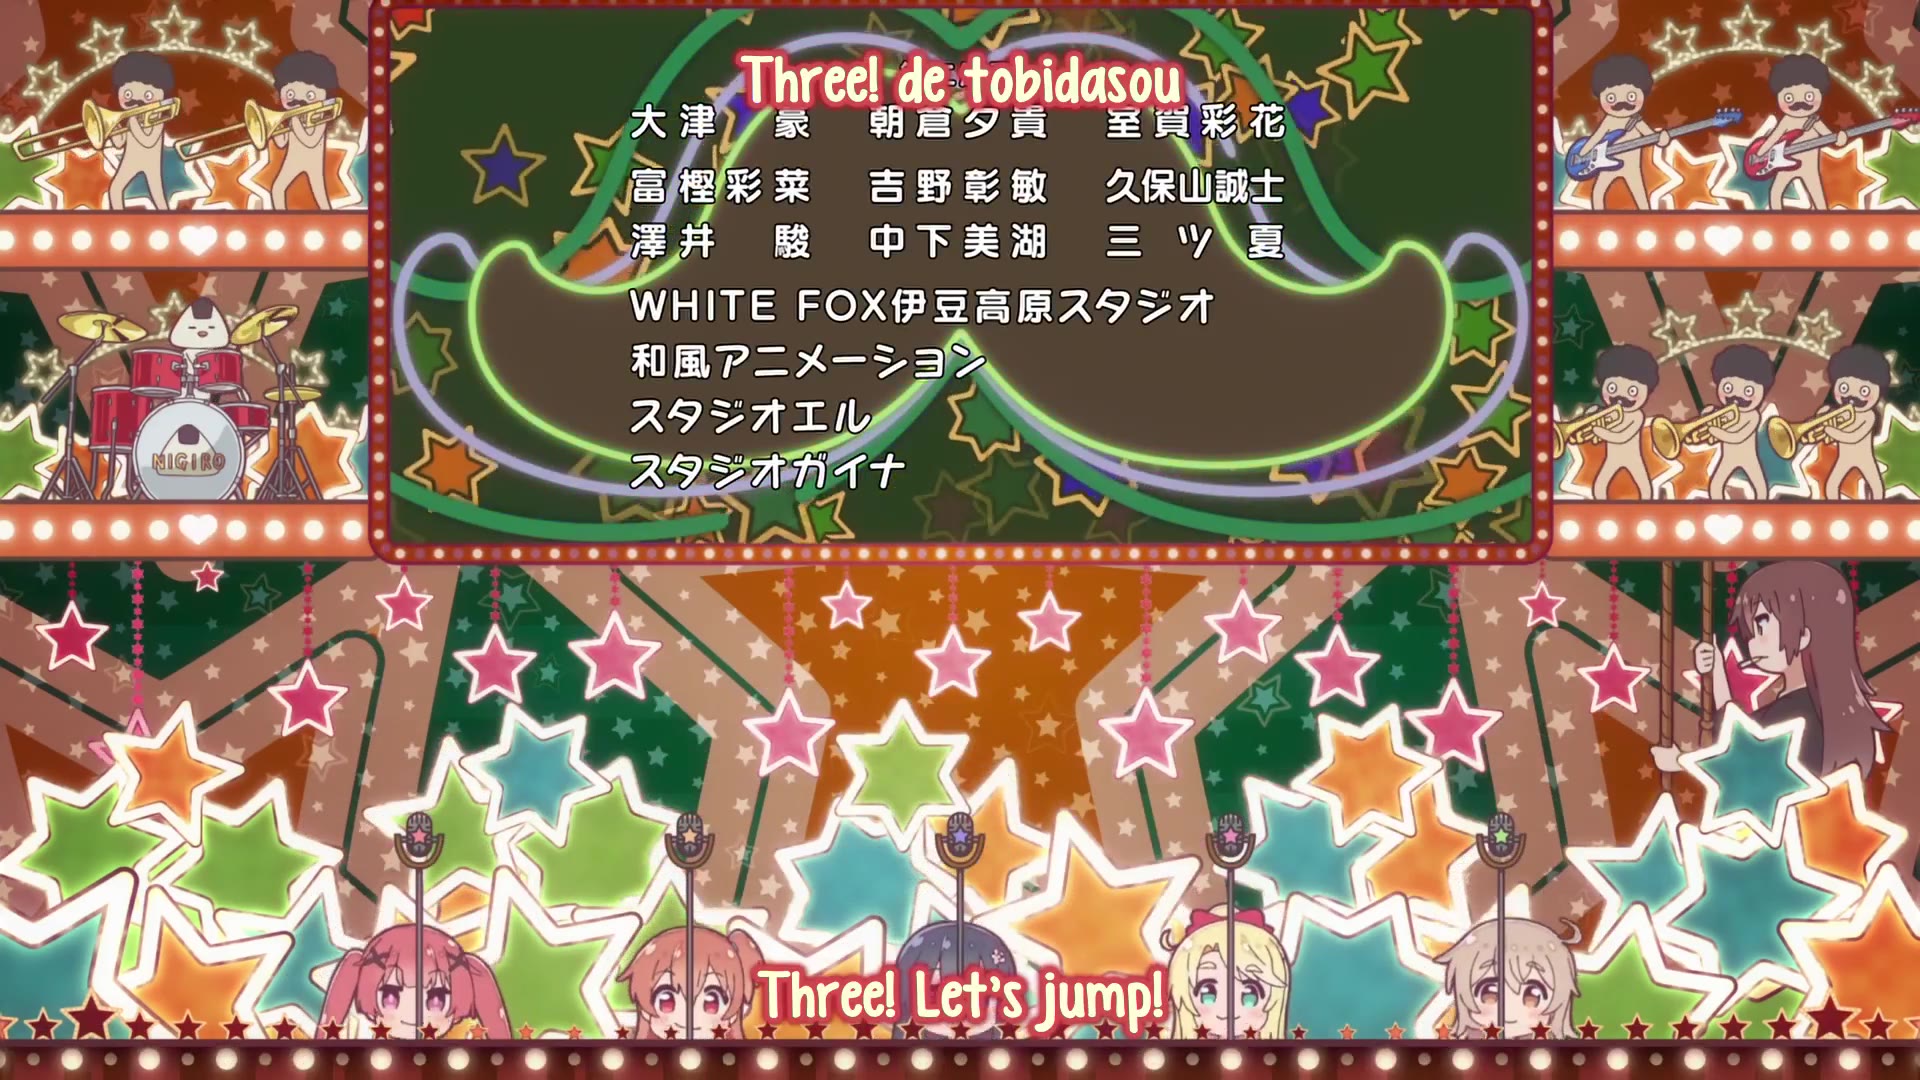 Three! de tobidasou
大津 豪 朝倉夕貴 室賀彩花
富樫彩菜 吉野彰敏 久保山誠士
澤井 駿 中下美湖 三ツ 夏
WHITE FOX伊豆高原スタジオ
和風アニメーション
スタジオエル
スタジオガイナ
NIGIRO
Three! Let's jump!